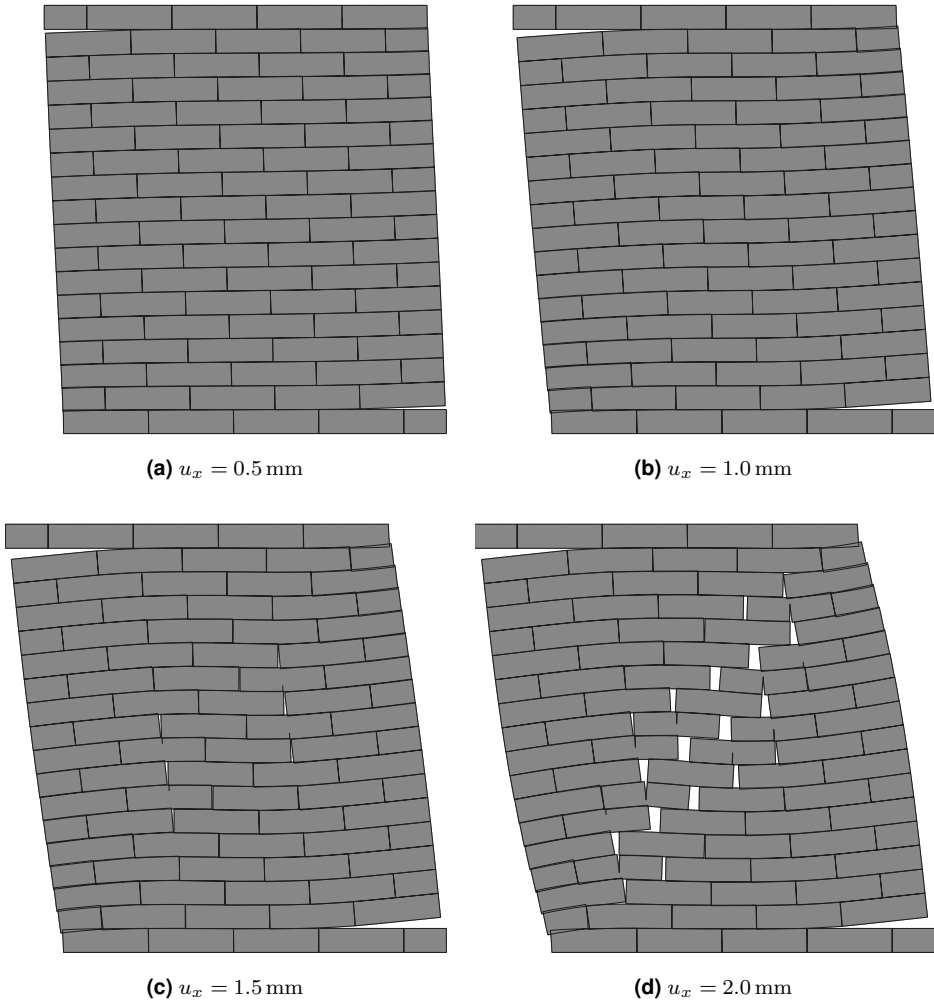 (a) u_x = 0.5 mm
(b) u_x = 1.0 mm
(c) u_x = 1.5 mm
(d) u_x = 2.0 mm